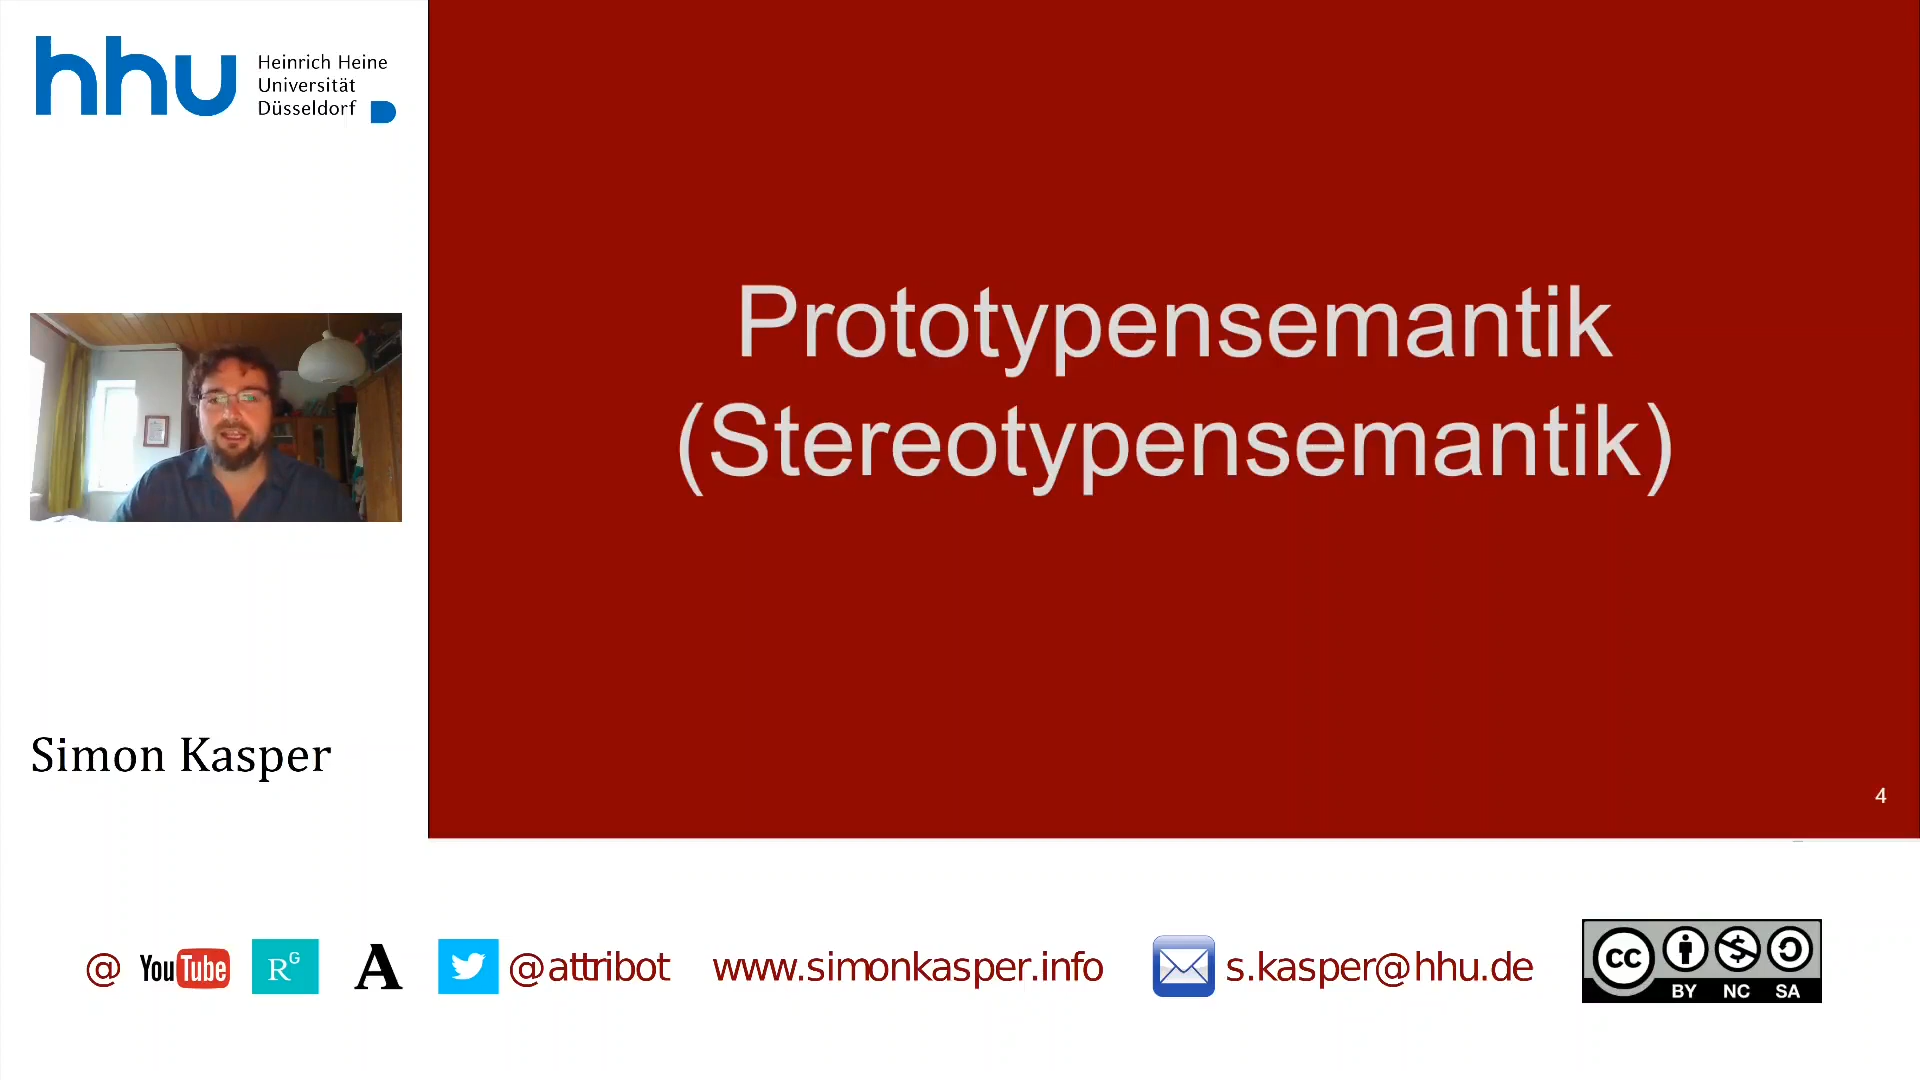 hhu Heinrich Heine
Universität
Düsseldorf
Prototypensemantik
(Stereotypensemantik)
Simon Kasper
4
@ YouTube RG A @attribot www.simonkasper.info s.kasper@hhu.de
cc
BY NC SA